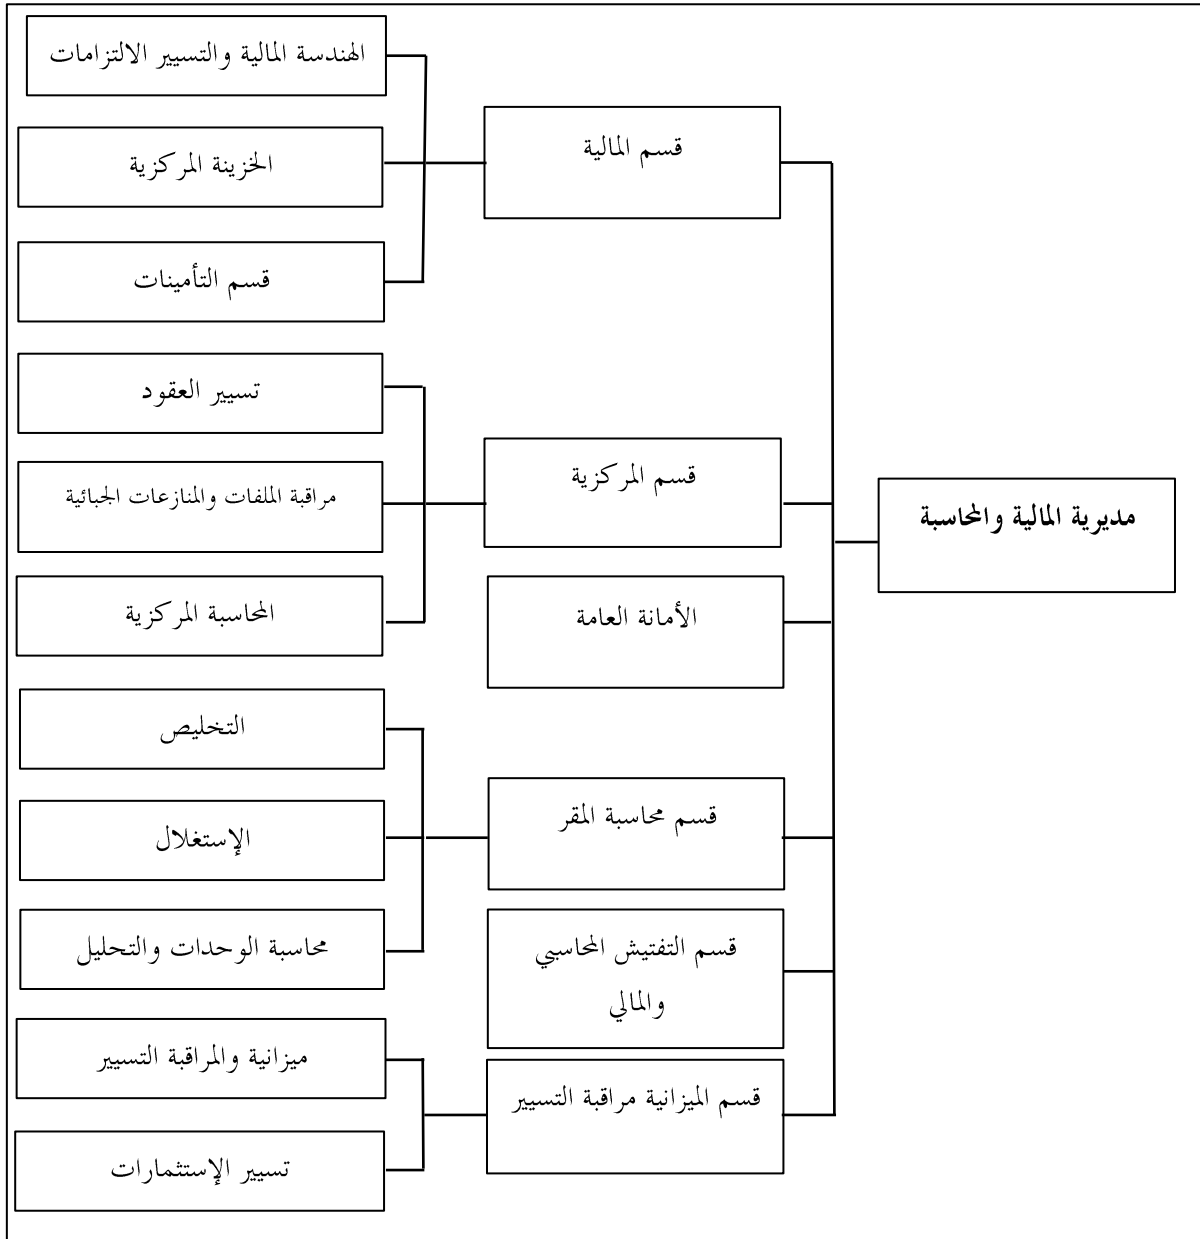 مديرية المالية والمحاسبة
قسم المالية
الهندسة المالية والتسيير الالتزامات
الخزينة المركزية
قسم التأمينات
قسم المركزية
تسيير العقود
مراقبة الملفات والمنازعات الجبائية
المحاسبة المركزية
الأمانة العامة
قسم محاسبة المقر
التخليص
الإستغلال
محاسبة الوحدات والتحليل
قسم التفتيش المحاسبي
والمالي
قسم الميزانية مراقبة التسيير
ميزانية والمراقبة التسيير
تسيير الإستثمارات